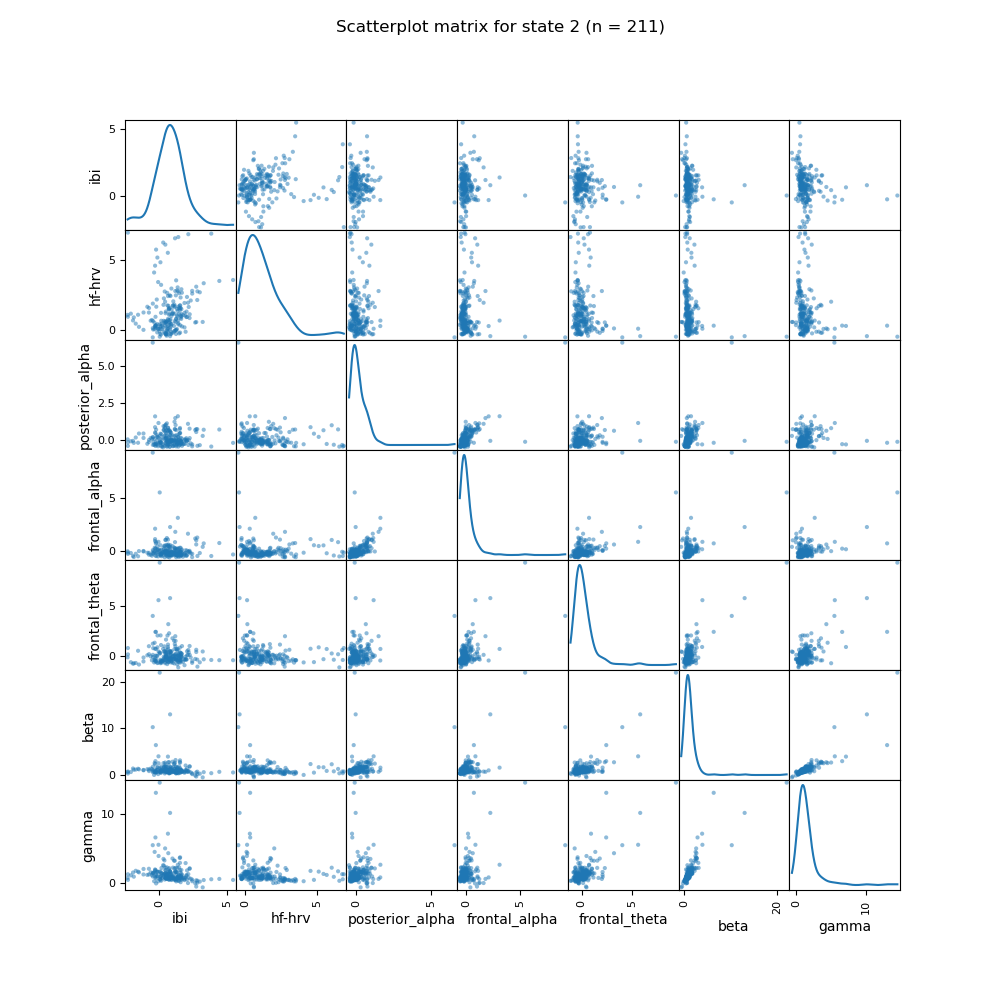 Scatterplot matrix for state 2 (n = 211)
ibi
5
0
hf-hrv
5
0
posterior_alpha
5.0
2.5
0.0
frontal_alpha
5
0
frontal_theta
5
0
beta
20
10
0
gamma
10
0
0 5 0 5 0 5 0 5 0 5 0 20 0 10
ibi hf-hrv posterior_alpha frontal_alpha frontal_theta beta gamma